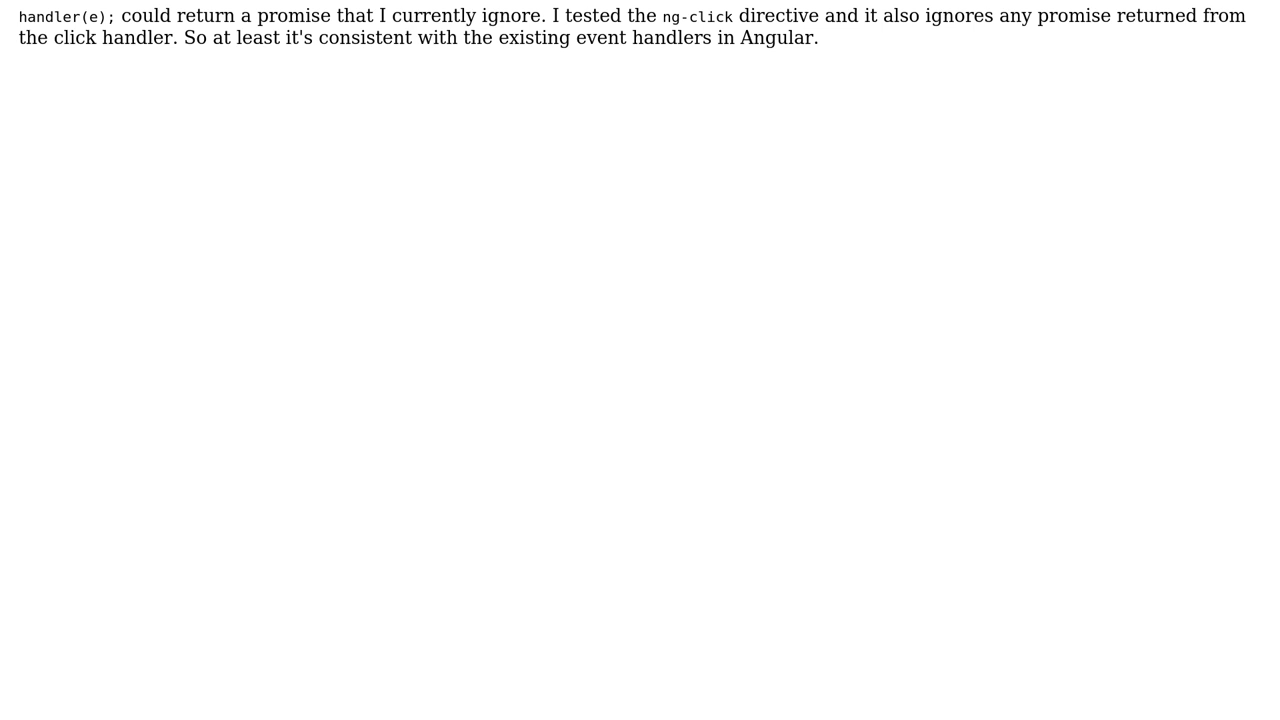 handler(e); could return a promise that I currently ignore. I tested the ng-click directive and it also ignores any promise returned from
the click handler. So at least it's consistent with the existing event handlers in Angular.